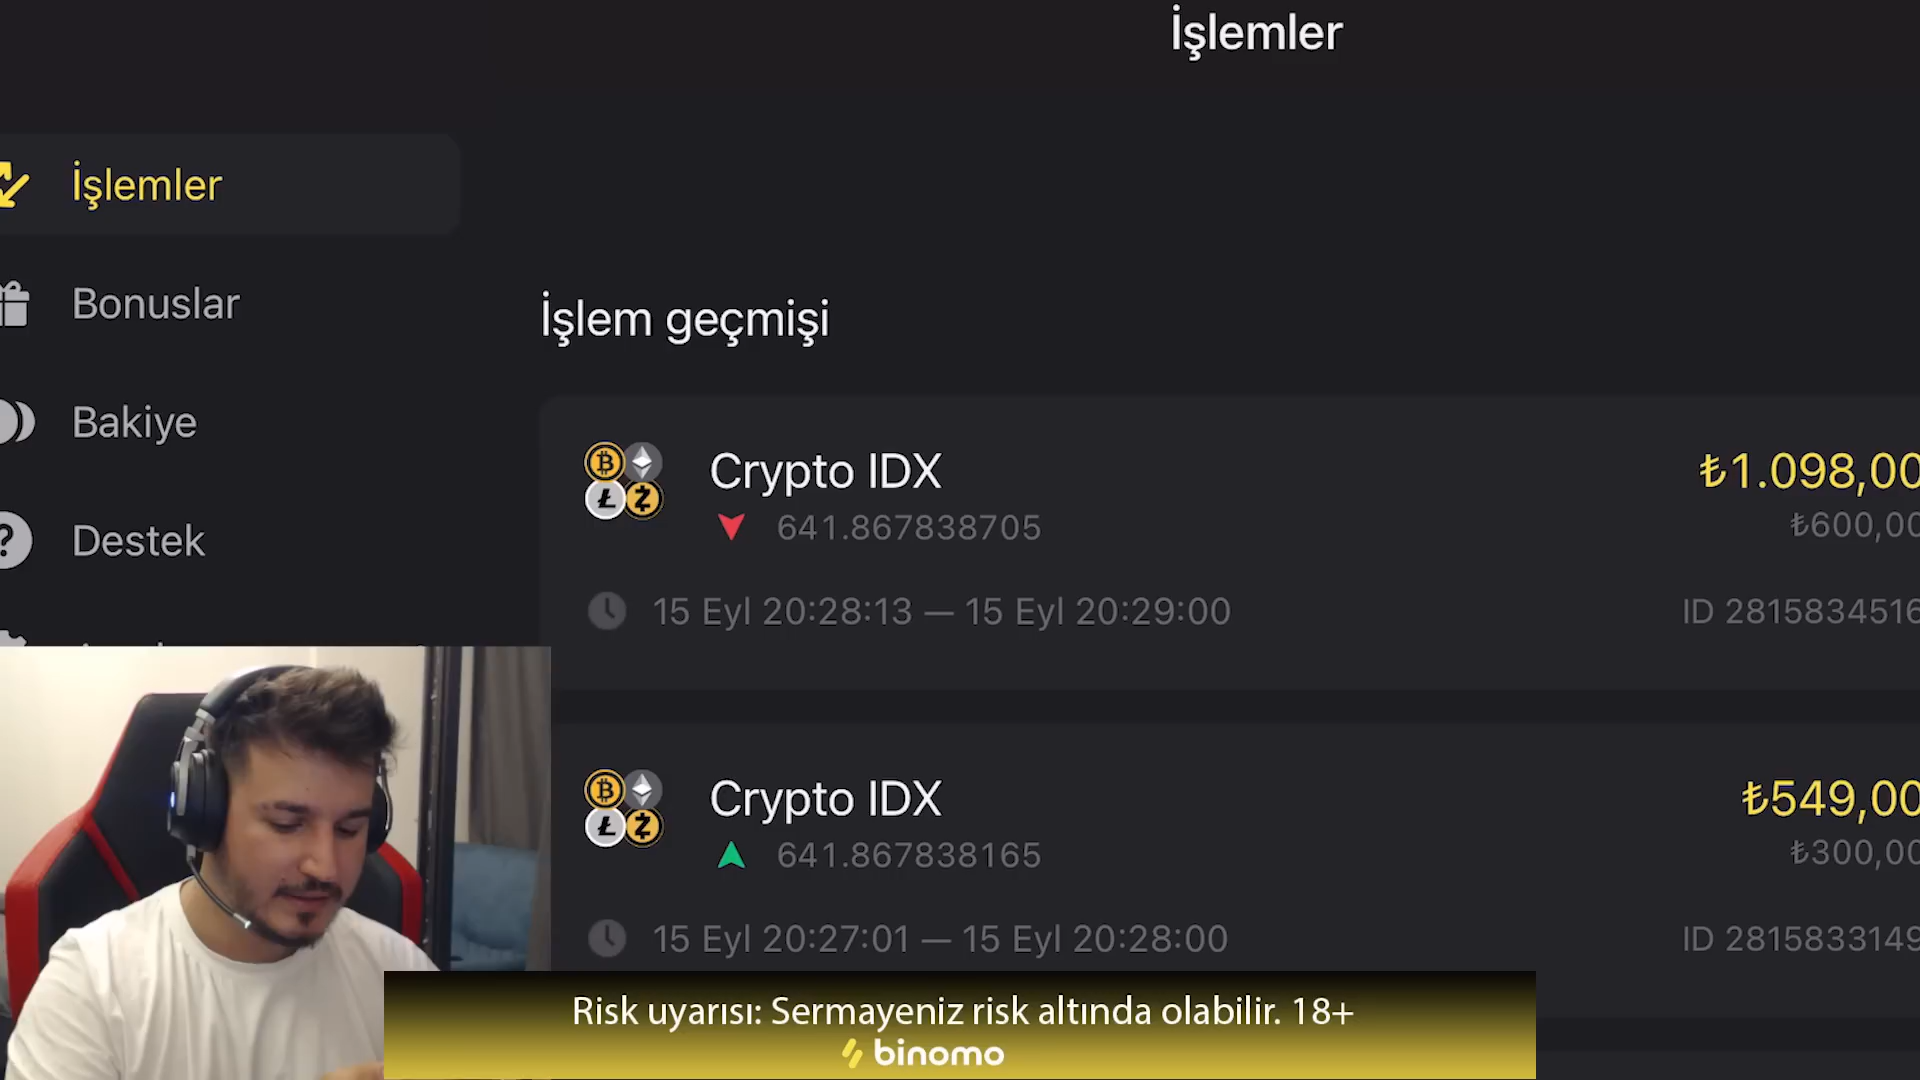 İşlemler
İşlemler
Bonuslar
Bakiye
Destek
İşlem geçmişi
Crypto IDX
₺1.098,00
641.867838705
₺600,00
15 Eyl 20:28:13 — 15 Eyl 20:29:00
ID 2815834516
Crypto IDX
₺549,00
641.867838165
₺300,00
15 Eyl 20:27:01 — 15 Eyl 20:28:00
ID 2815833149
Risk uyarısı: Sermayeniz risk altında olabilir. 18+
binomo